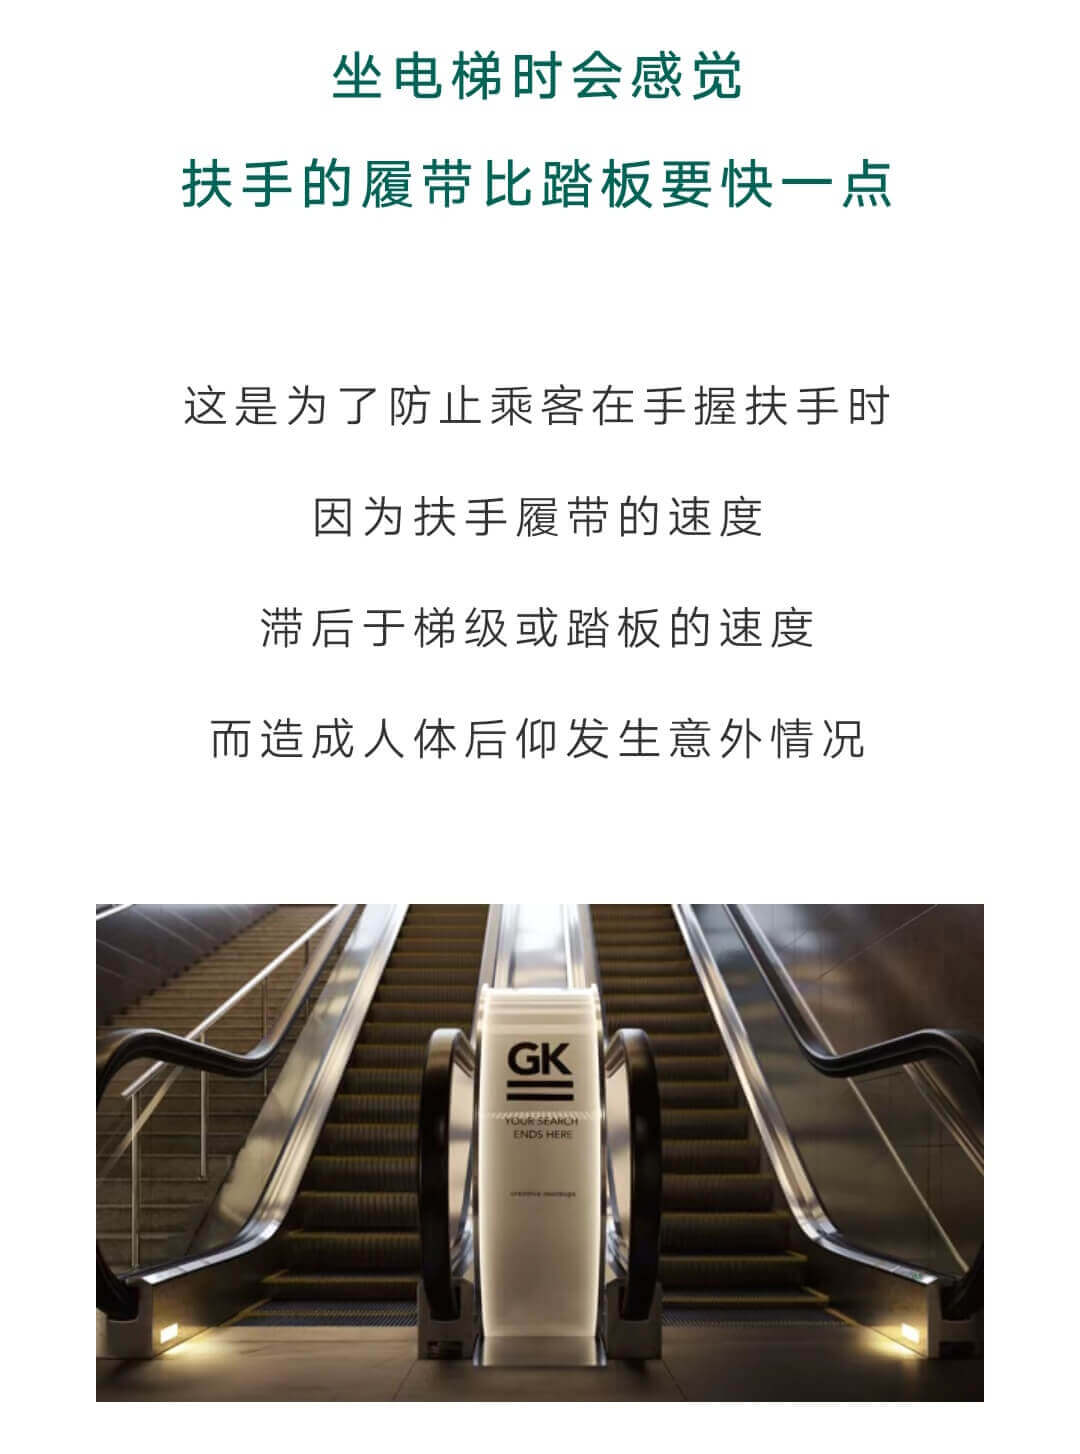 坐电梯时会感觉
扶手的履带比踏板要快一点
这是为了防止乘客在手握扶手时
因为扶手履带的速度
滞后于梯级或踏板的速度
而造成人体后仰发生意外情况
GK
YOUR SEARCH
ENDS HERE